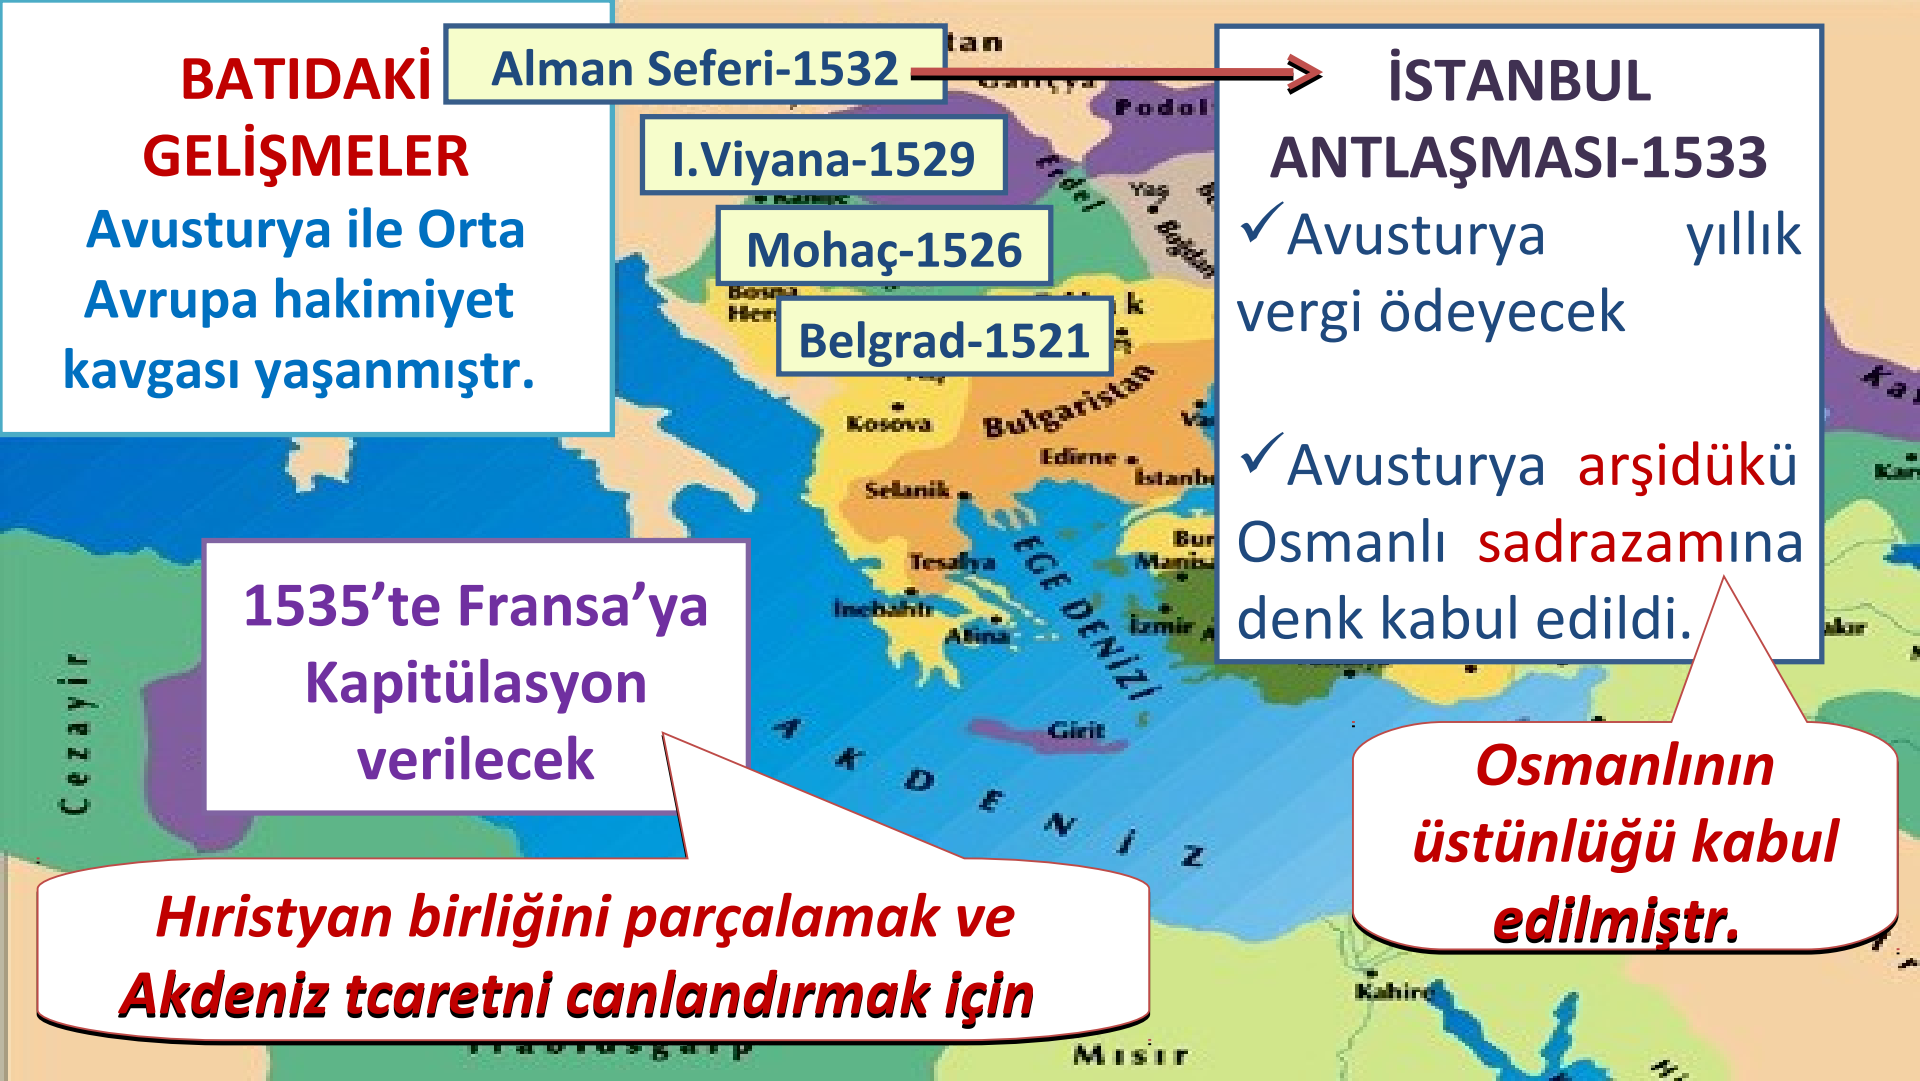 BATIDAKİ
GELİŞMELER
Avusturya ile Orta
Avrupa hakimiyet
kavgası yaşanmıştr.
Alman Seferi-1532
I.Viyana-1529
Mohaç-1526
Belgrad-1521
İSTANBUL
ANTLAŞMASI-1533
✓Avusturya yıllık
vergi ödeyecek
✓Avusturya arşidükü
Osmanlı sadrazamına
denk kabul edildi.
Osmanlının
üstünlüğü kabul
edilmiştr.
1535’te Fransa’ya
Kapitülasyon
verilecek
Hıristyan birliğini parçalamak ve
Akdeniz tcaretni canlandırmak için
Erdel
Yaş
Boğdan
Bosna
Kosova
Bulgaristan
Edirne
Selanik
Tesalya
İnebahtı
Atina
İzmir
EGE DENİZİ
Girit
AKDENİZ
Cezayir
Kahire
Mısır